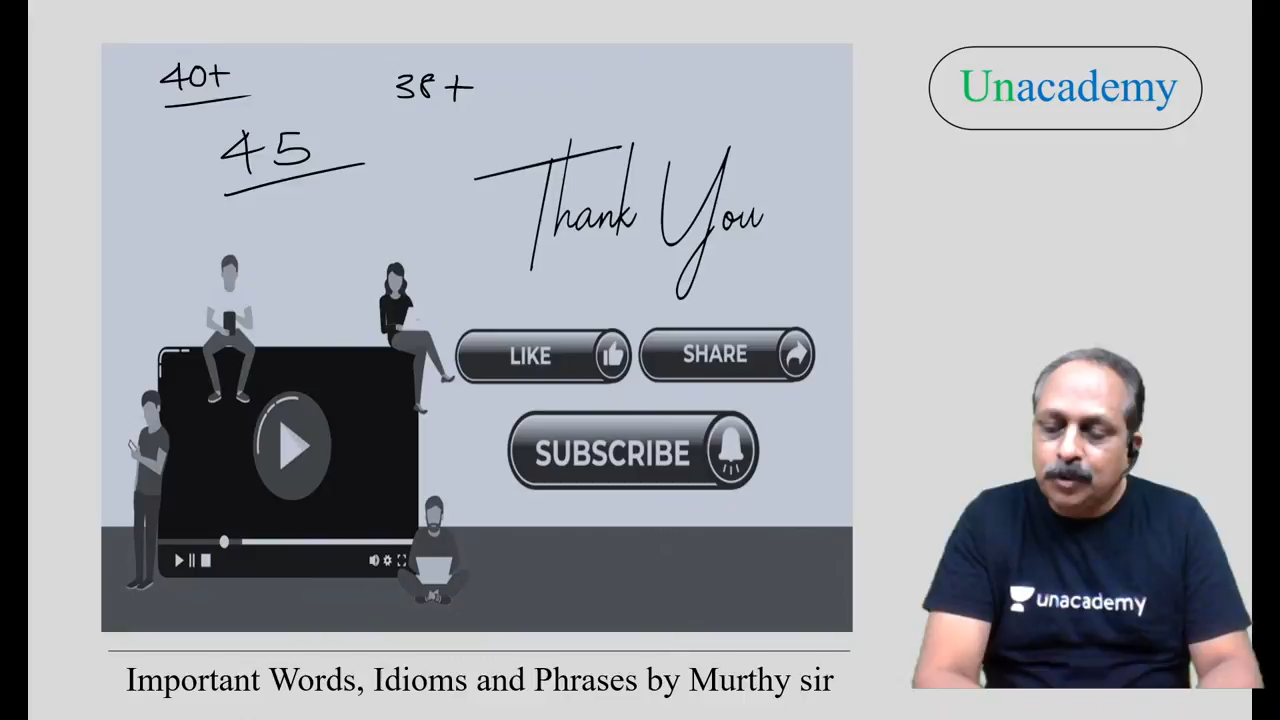 40+
38+
45
Unacademy
Thank You
LIKE
SHARE
SUBSCRIBE
unacademy
Important Words, Idioms and Phrases by Murthy sir